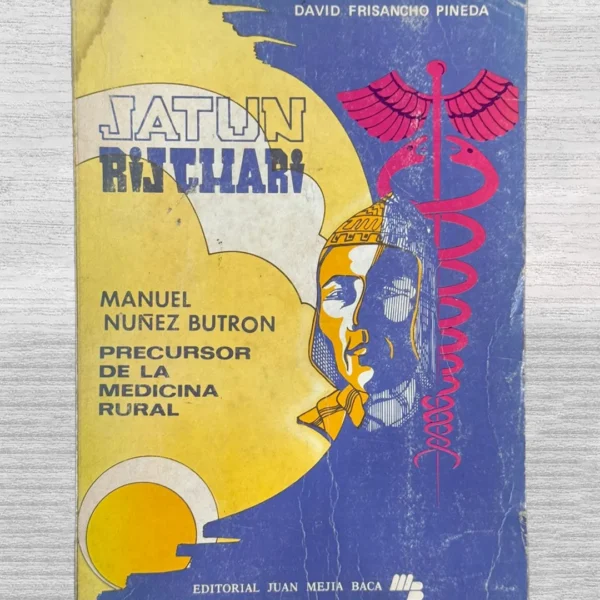 DAVID FRISANCHO PINEDA
JATUN
RIJCHARI
MANUEL
NUÑEZ BUTRON
PRECURSOR
DE LA
MEDICINA
RURAL
EDITORIAL JUAN MEJIA BACA